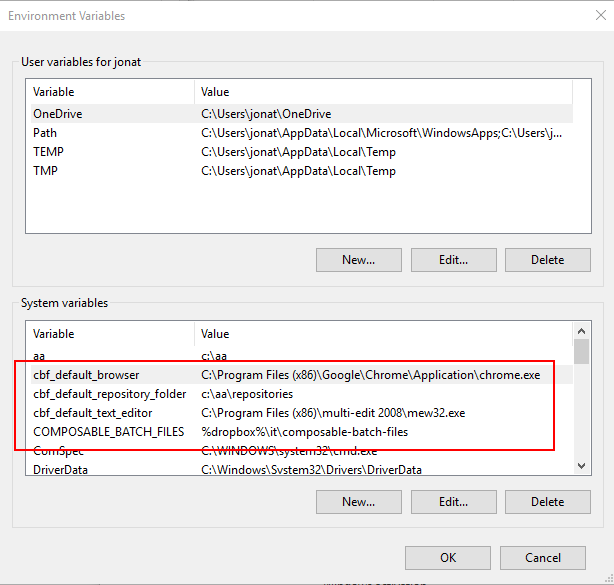 Environment Variables
User variables for jonat
Variable Value
OneDrive C:\Users\jonat\OneDrive
Path C:\Users\jonat\AppData\Local\Microsoft\WindowsApps;C:\Users\j...
TEMP C:\Users\jonat\AppData\Local\Temp
TMP C:\Users\jonat\AppData\Local\Temp
New... Edit... Delete
System variables
Variable Value
aa c:\aa
cbf_default_browser C:\Program Files (x86)\Google\Chrome\Application\chrome.exe
cbf_default_repository_folder c:\aa\repositories
cbf_default_text_editor C:\Program Files (x86)\multi-edit 2008\mew32.exe
COMPOSABLE_BATCH_FILES %dropbox%\it\composable-batch-files
ComSpec C:\WINDOWS\system32\cmd.exe
DriverData C:\Windows\System32\Drivers\DriverData
New... Edit... Delete
OK Cancel